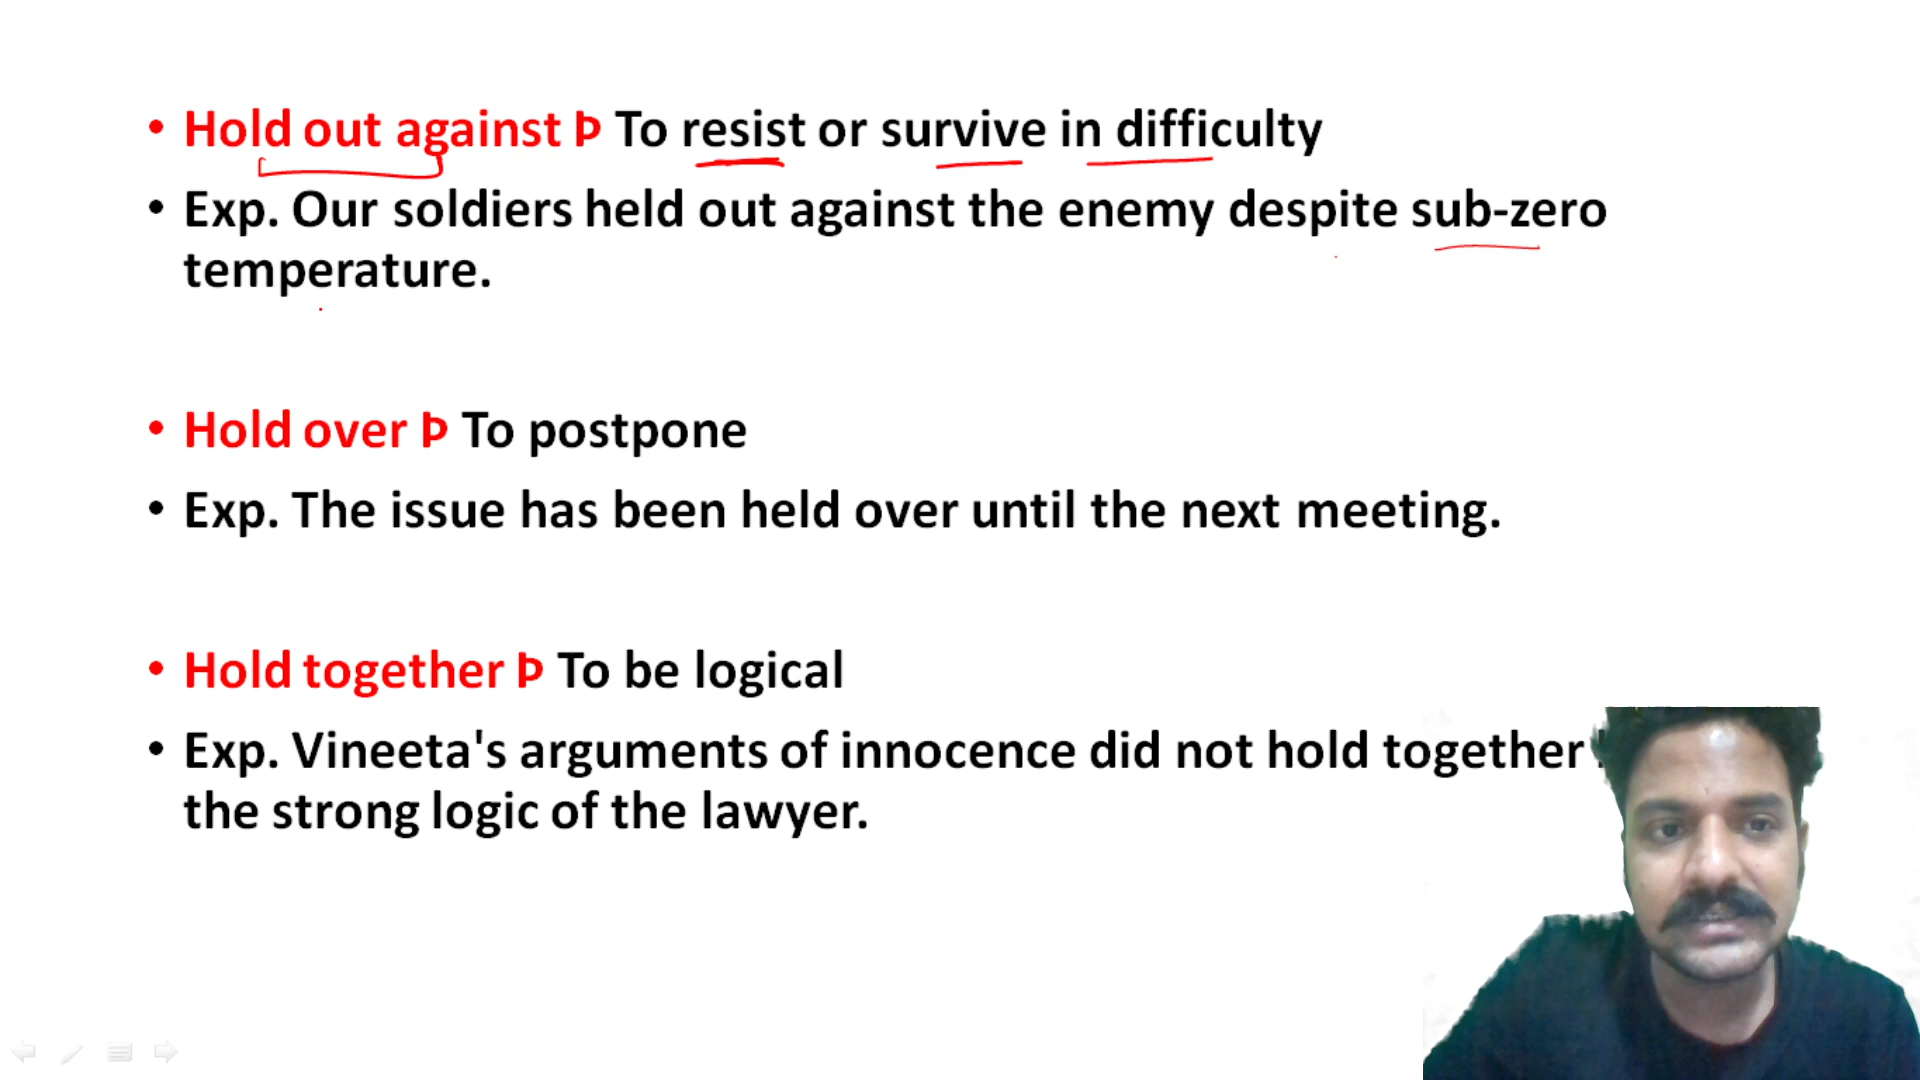 • Hold out against Þ To resist or survive in difficulty
• Exp. Our soldiers held out against the enemy despite sub-zero
temperature.
• Hold over Þ To postpone
• Exp. The issue has been held over until the next meeting.
• Hold together Þ To be logical
• Exp. Vineeta's arguments of innocence did not hold together
the strong logic of the lawyer.